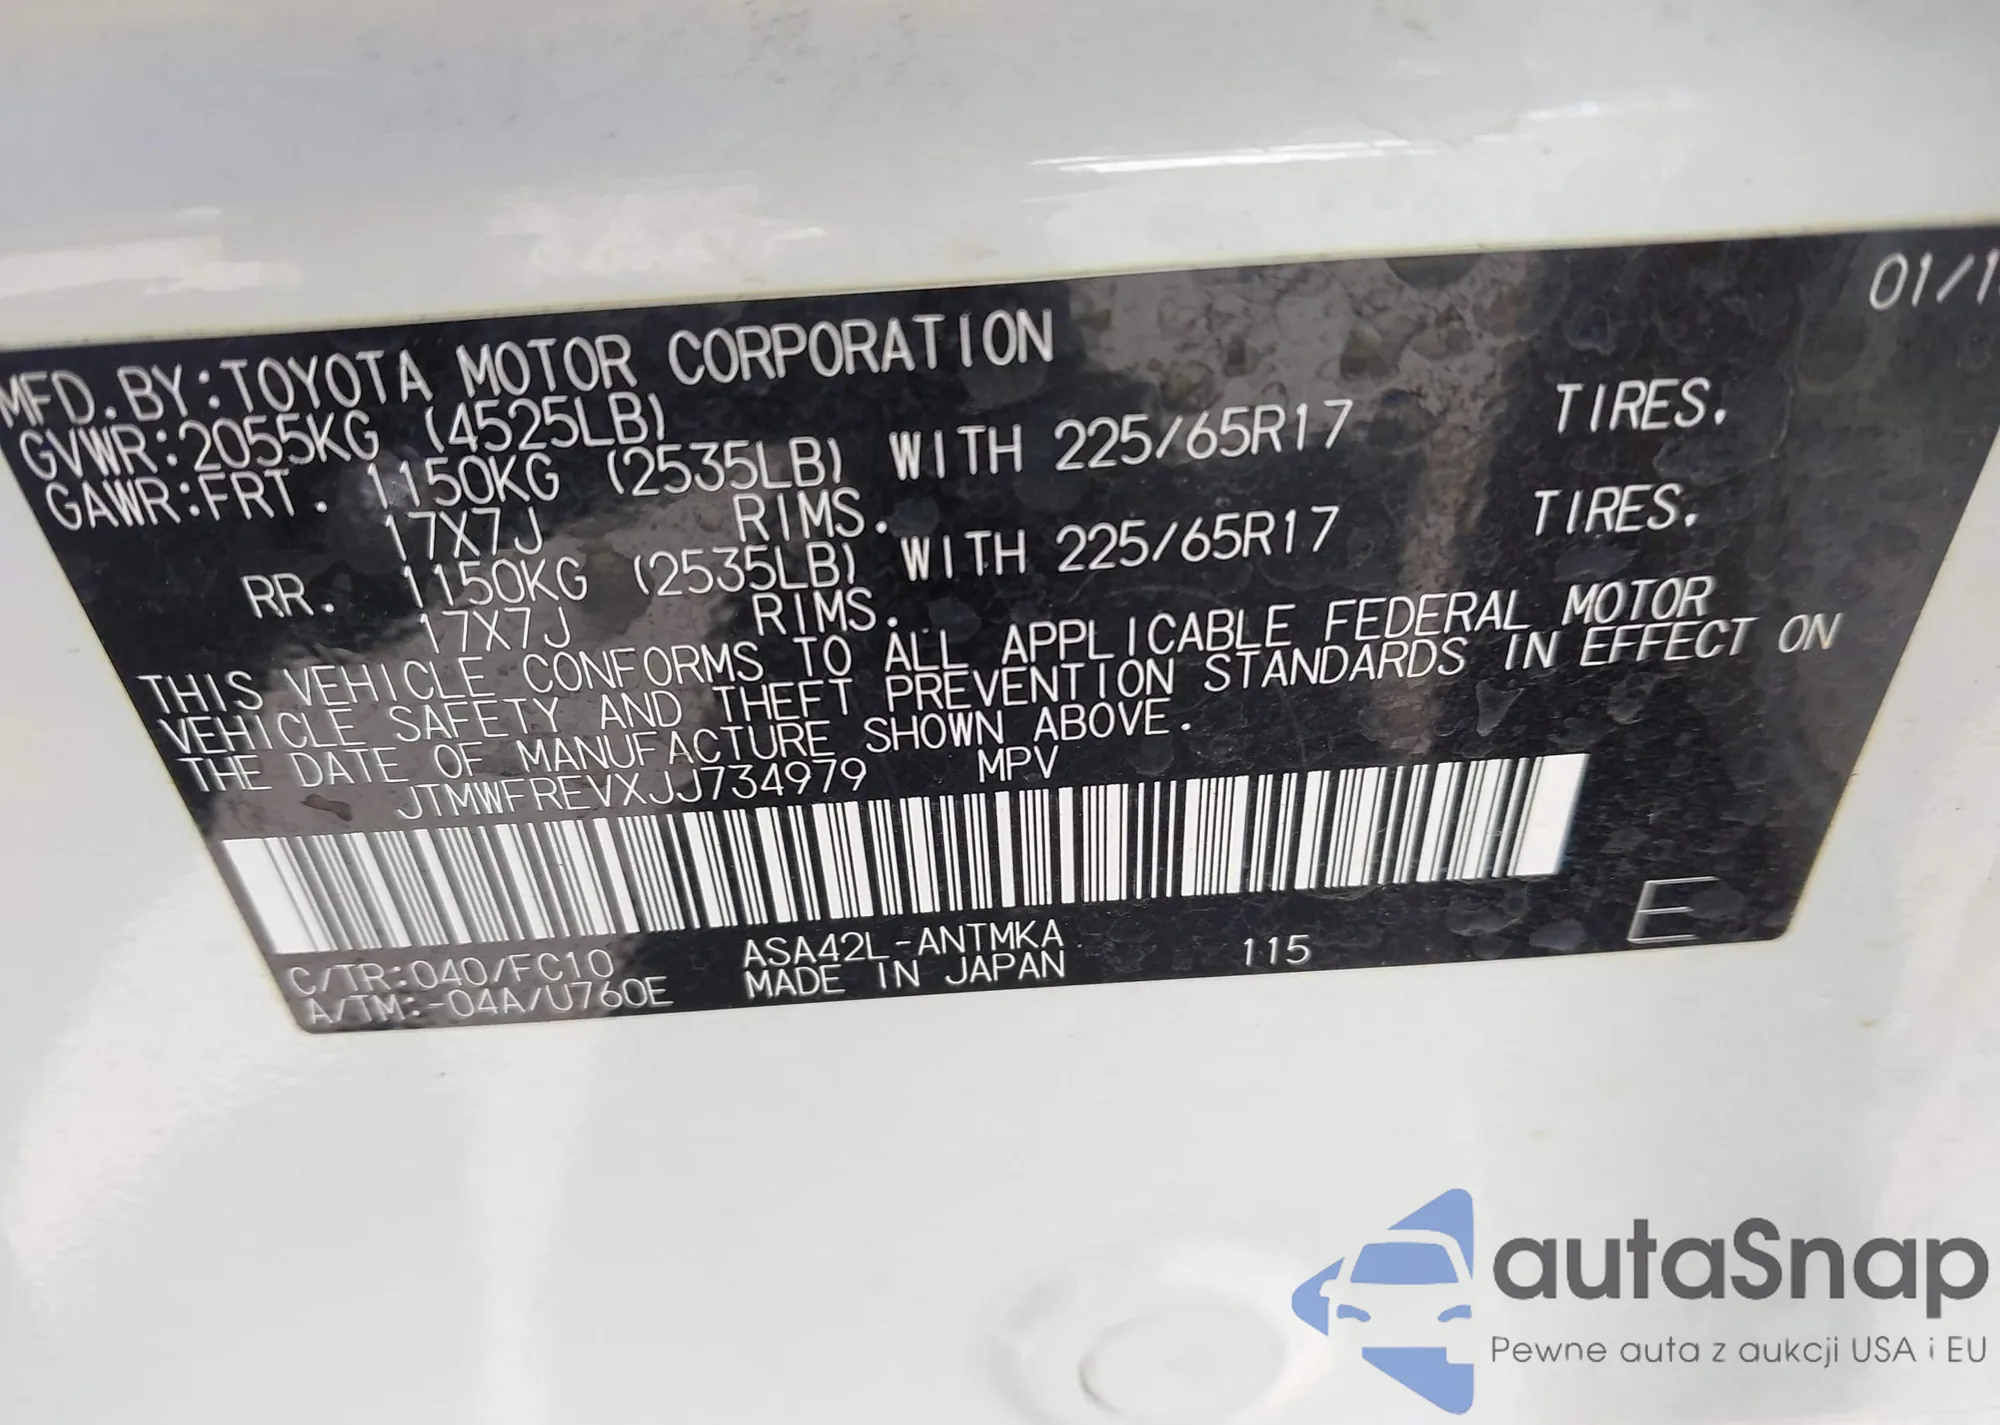 01/1
MFD.BY:TOYOTA MOTOR CORPORATION
GVWR:2055KG (4525LB)
GAWR:FRT. 1150KG (2535LB) WITH 225/65R17 TIRES.
17X7J RIMS.
RR. 1150KG (2535LB) WITH 225/65R17 TIRES.
17X7J RIMS.
THIS VEHICLE CONFORMS TO ALL APPLICABLE FEDERAL MOTOR
VEHICLE SAFETY AND THEFT PREVENTION STANDARDS IN EFFECT ON
THE DATE OF MANUFACTURE SHOWN ABOVE.
JTMWFREVXJJ734979 MPV
C/TR:040/FC10 ASA42L-ANTMKA 115 E
A/TM:-04A/U760E MADE IN JAPAN
autaSnap
Pewne auta z aukcji USA i EU